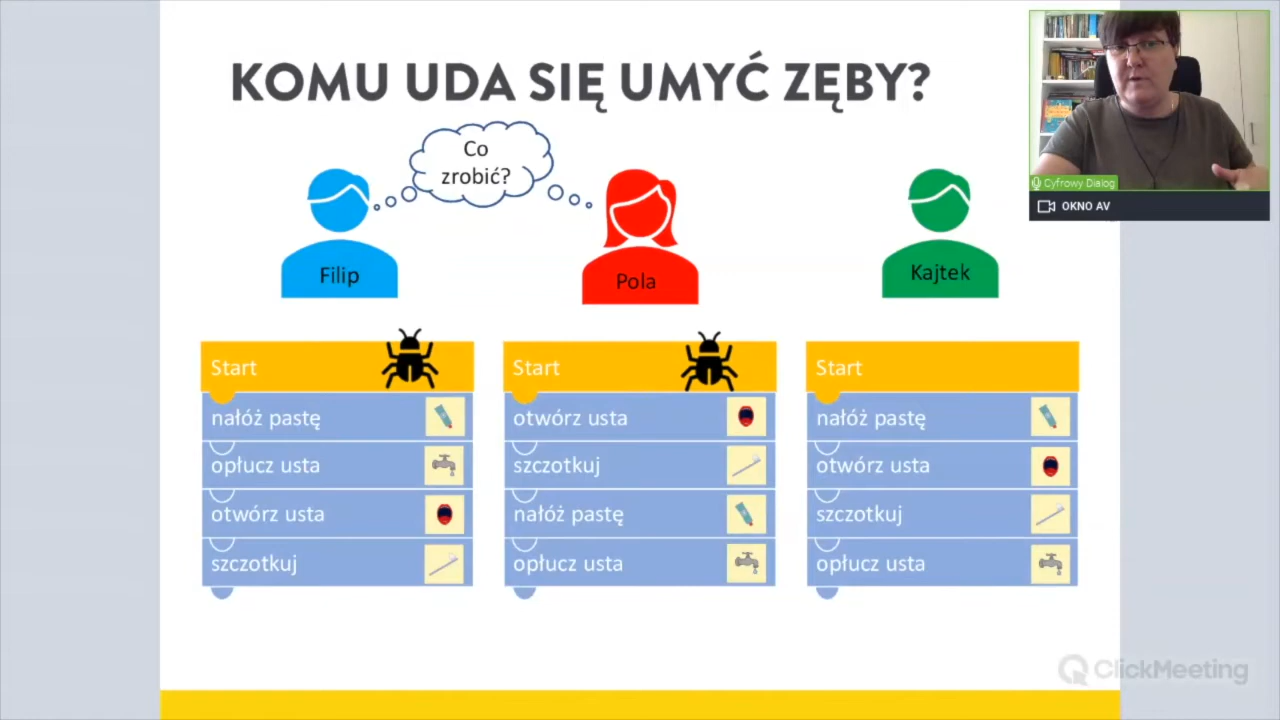 KOMU UDA SIĘ UMYĆ ZĘBY?
Co
zrobić?
Filip
Pola
Kajtek
Cyfrowy Dialog
OKNO AV
Start
nałóż pastę
opłucz usta
otwórz usta
szczotkuj
Start
otwórz usta
szczotkuj
nałóż pastę
opłucz usta
Start
nałóż pastę
otwórz usta
szczotkuj
opłucz usta
ClickMeeting